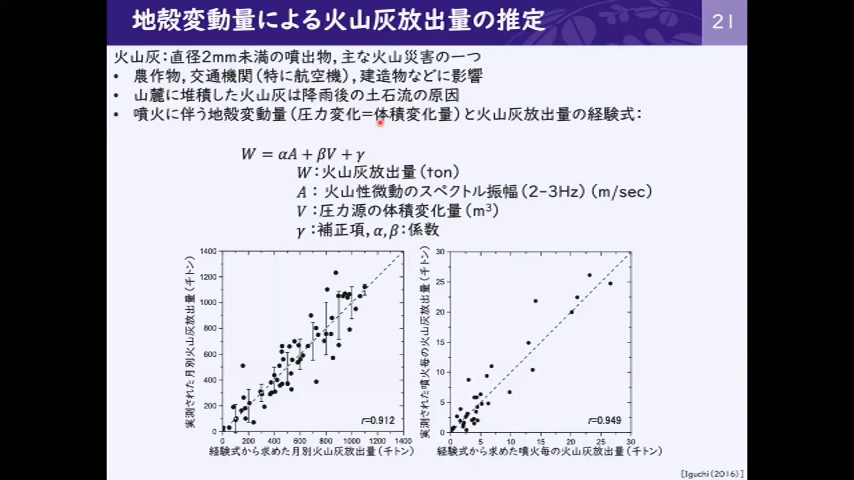 地殻変動量による火山灰放出量の推定
21
火山灰:直径2mm未満の噴出物,主な火山災害の一つ
• 農作物,交通機関(特に航空機),建造物などに影響
• 山麓に堆積した火山灰は降雨後の土石流の原因
• 噴火に伴う地殻変動量(圧力変化=体積変化量)と火山灰放出量の経験式:
W = αA + βV + γ
W:火山灰放出量(ton)
A: 火山性微動のスペクトル振幅(2-3Hz)(m/sec)
V:圧力源の体積変化量(m³)
γ:補正項,α,β:係数
実測された月別火山灰放出量(千トン)
1400
1200
1000
800
600
400
200
0
r=0.912
0 200 400 600 800 1000 1200 1400
経験式から求めた月別火山灰放出量(千トン)
実測された噴火毎の火山灰放出量(千トン)
30
25
20
15
10
5
0
r=0.949
0 5 10 15 20 25 30
経験式から求めた噴火毎の火山灰放出量(千トン)
[Iguchi(2016)]